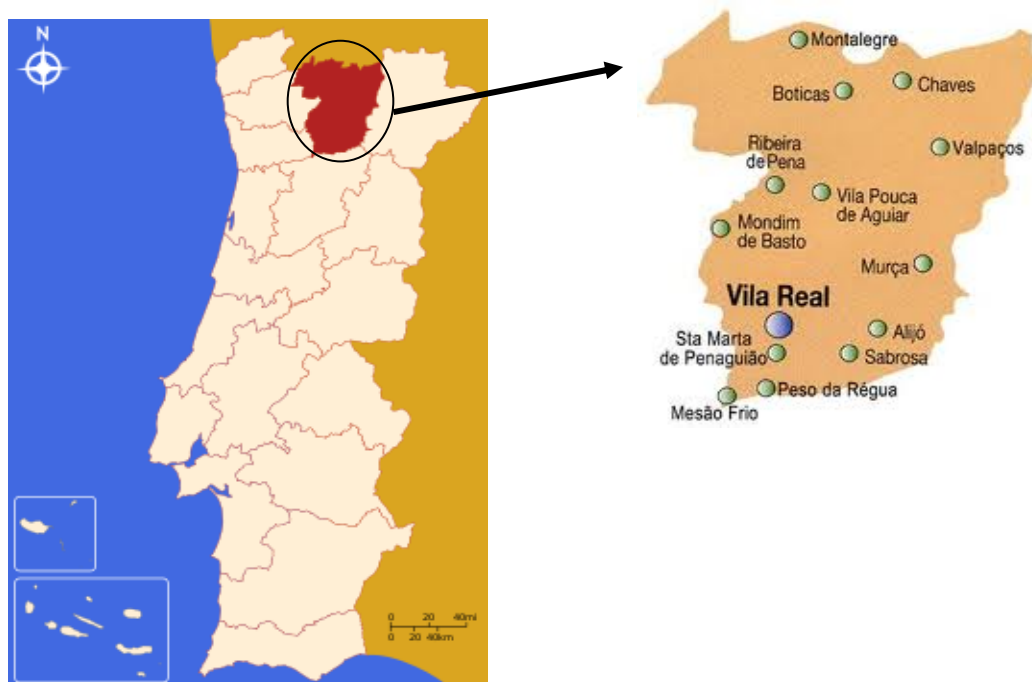 N
0 20 40mi
0 20 40km
Montalegre
Boticas
Chaves
Ribeira
de Pena
Valpaços
Vila Pouca
de Aguiar
Mondim
de Basto
Murça
Vila Real
Alijó
Sta Marta
de Penaguião
Sabrosa
Peso da Régua
Mesão Frio